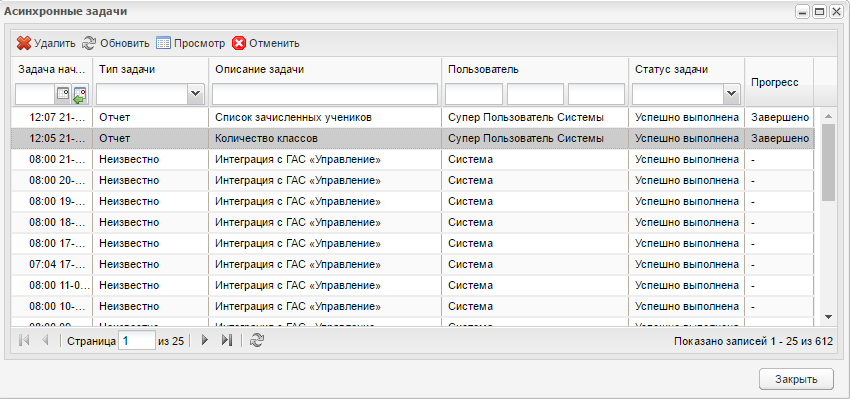 Асинхронные задачи
Удалить Обновить Просмотр Отменить
Задача нач... Тип задачи Описание задачи Пользователь Статус задачи Прогресс
12:07 21-... Отчет Список зачисленных учеников Супер Пользователь Системы Успешно выполнена Завершено
12:05 21-... Отчет Количество классов Супер Пользователь Системы Успешно выполнена Завершено
08:00 21-... Неизвестно Интеграция с ГАС «Управление» Система Успешно выполнена -
08:00 20-... Неизвестно Интеграция с ГАС «Управление» Система Успешно выполнена -
08:00 19-... Неизвестно Интеграция с ГАС «Управление» Система Успешно выполнена -
08:00 18-... Неизвестно Интеграция с ГАС «Управление» Система Успешно выполнена -
08:00 17-... Неизвестно Интеграция с ГАС «Управление» Система Успешно выполнена -
07:04 17-... Неизвестно Интеграция с ГАС «Управление» Система Успешно выполнена -
08:00 11-0... Неизвестно Интеграция с ГАС «Управление» Система Успешно выполнена -
08:00 10-... Неизвестно Интеграция с ГАС «Управление» Система Успешно выполнена -
Неизвестно Интеграция с ГАС «Управление» Система Успешно выполнена
Страница 1 из 25 Показано записей 1 - 25 из 612
Закрыть